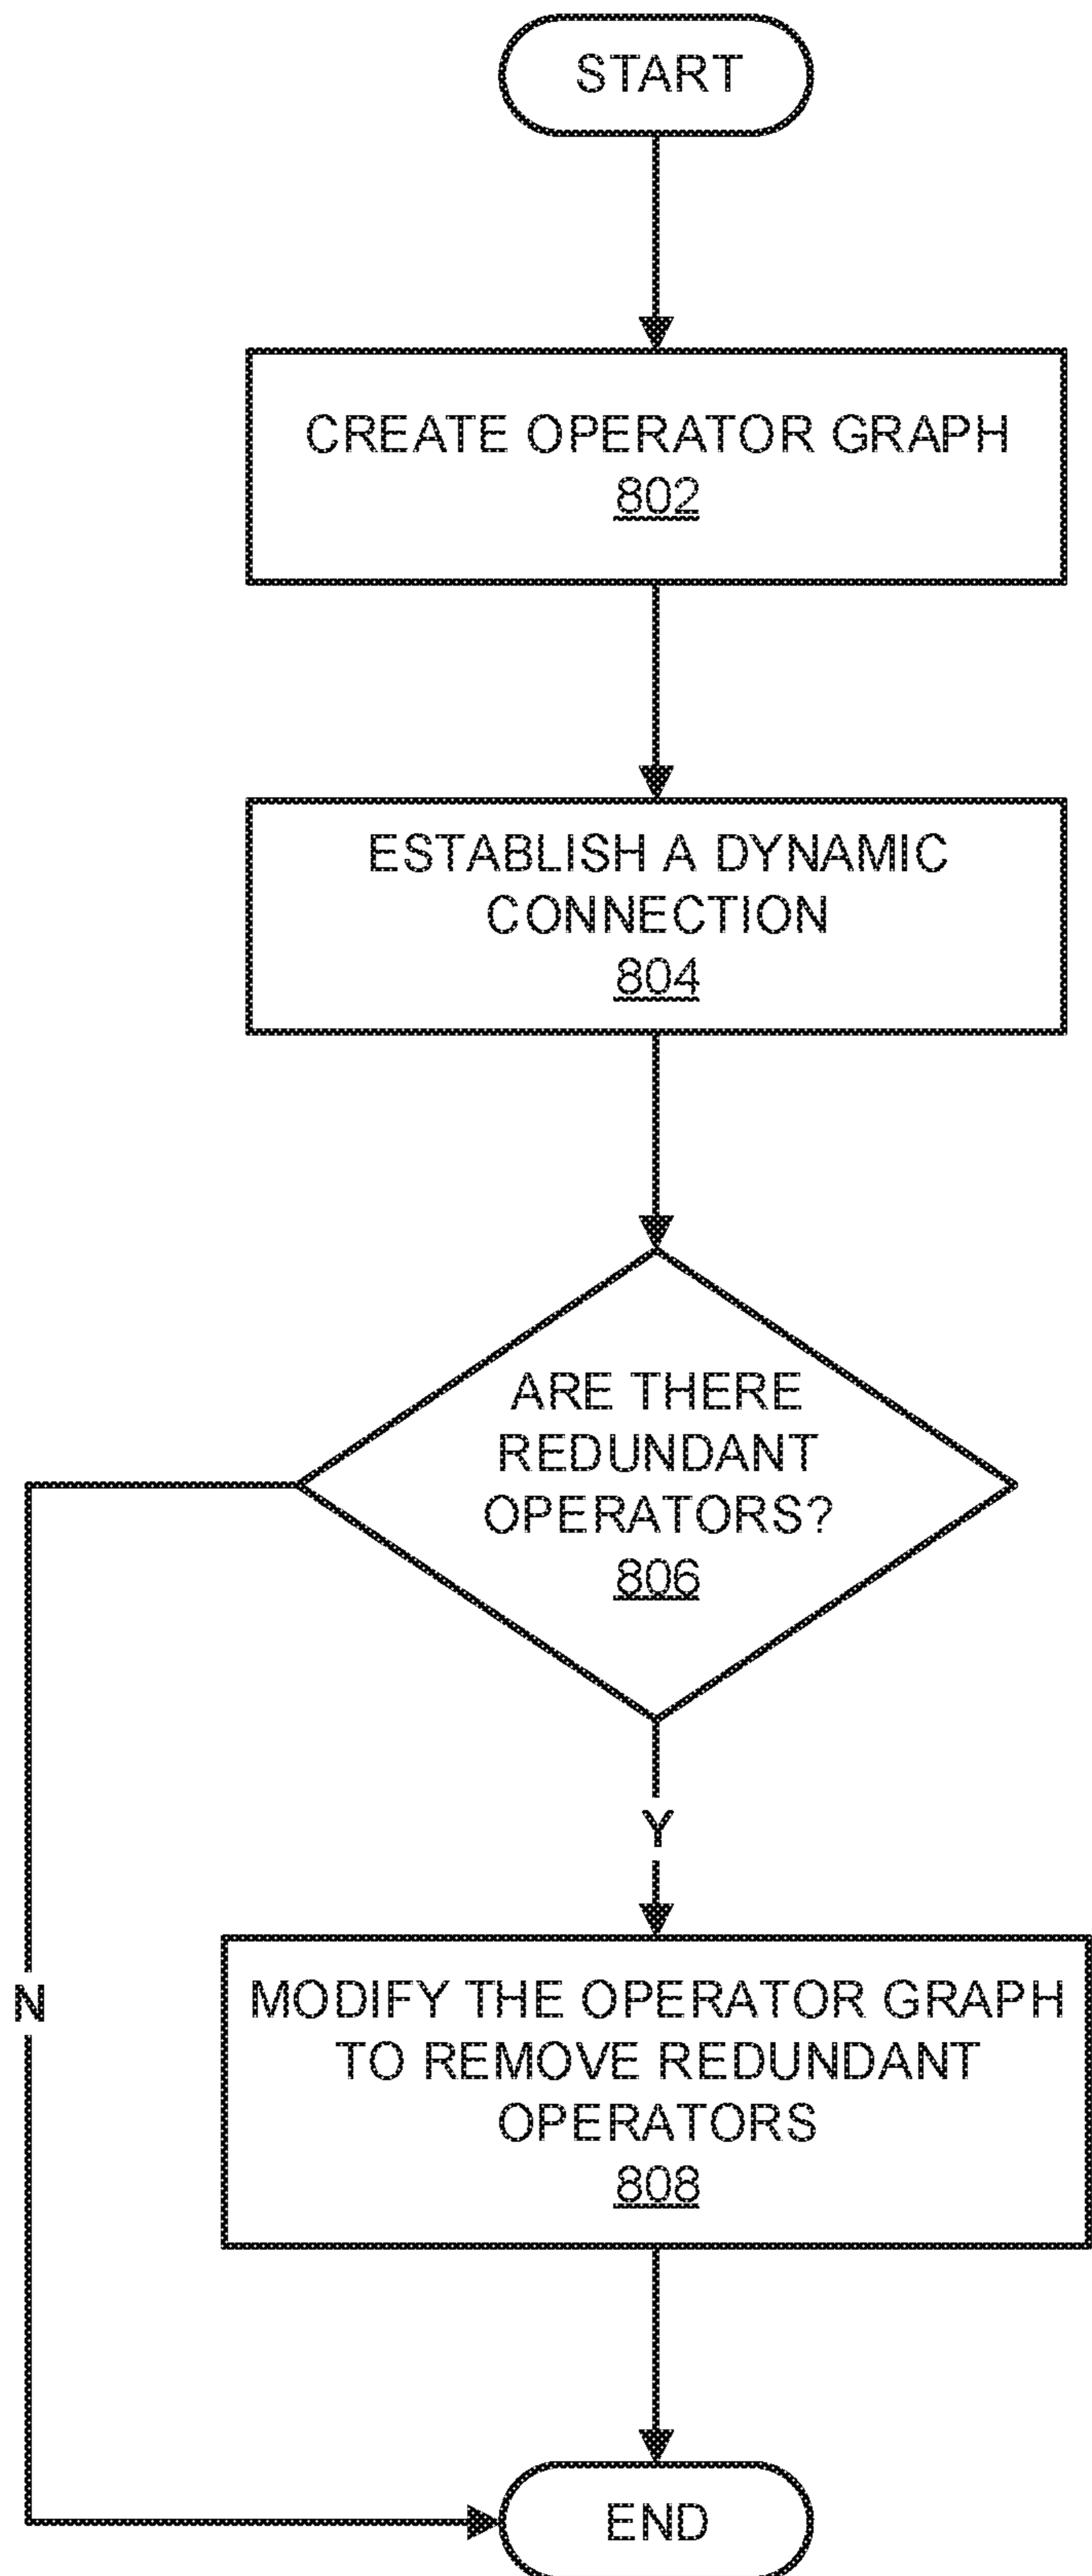 START
CREATE OPERATOR GRAPH
802
ESTABLISH A DYNAMIC
CONNECTION
804
ARE THERE
REDUNDANT
OPERATORS?
806
Y
N
MODIFY THE OPERATOR GRAPH
TO REMOVE REDUNDANT
OPERATORS
808
END